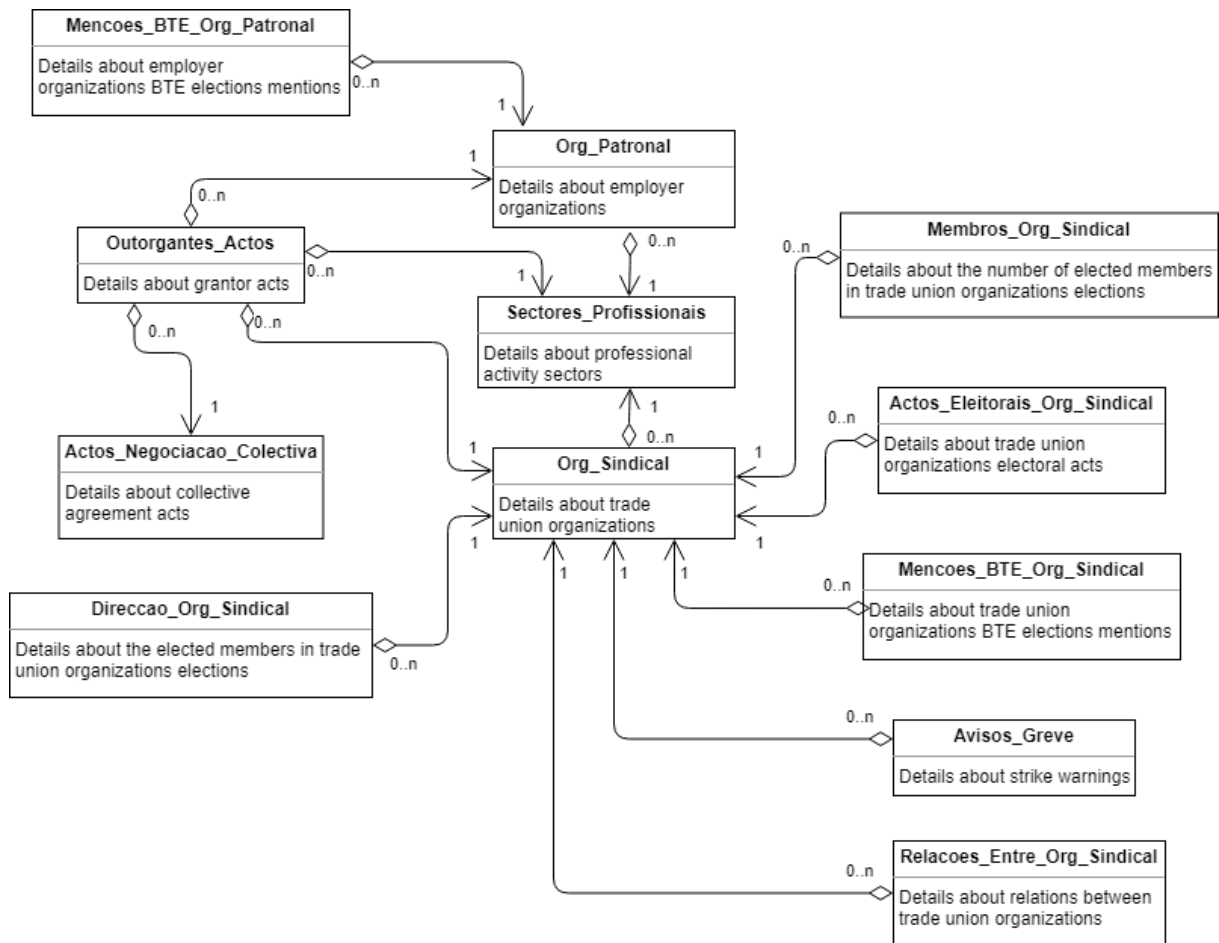 Mencoes_BTE_Org_Patronal
Details about employer
organizations BTE elections mentions
0..n
1
Org_Patronal
Details about employer
organizations
1
0..n
0..n
1
Outorgantes_Actos
Details about grantor acts
0..n
1
0..n
1
0..n
1
Sectores_Profissionais
Details about professional
activity sectors
Membros_Org_Sindical
Details about the number of elected members
in trade union organizations elections
0..n
1
Actos_Eleitorais_Org_Sindical
Details about trade union
organizations electoral acts
0..n
1
Actos_Negociacao_Colectiva
Details about collective
agreement acts
1
0..n
Org_Sindical
Details about trade
union organizations
1
1
1
1
Mencoes_BTE_Org_Sindical
Details about trade union
organizations BTE elections mentions
0..n
Direccao_Org_Sindical
Details about the elected members in trade
union organizations elections
0..n
0..n
Avisos_Greve
Details about strike warnings
0..n
Relacoes_Entre_Org_Sindical
Details about relations between
trade union organizations